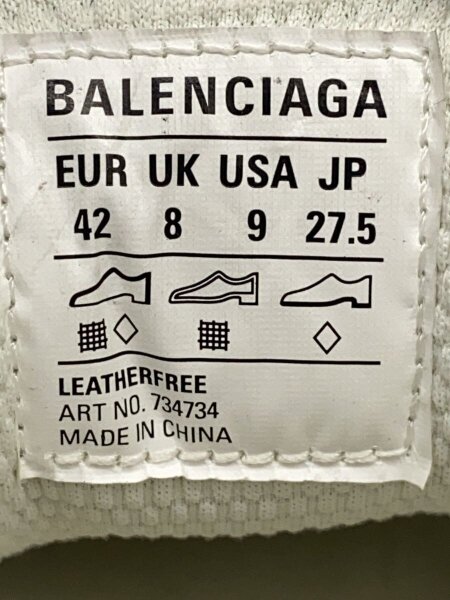 BALENCIAGA
EUR UK USA JP
42 8 9 27.5
LEATHERFREE
ART NO. 734734
MADE IN CHINA